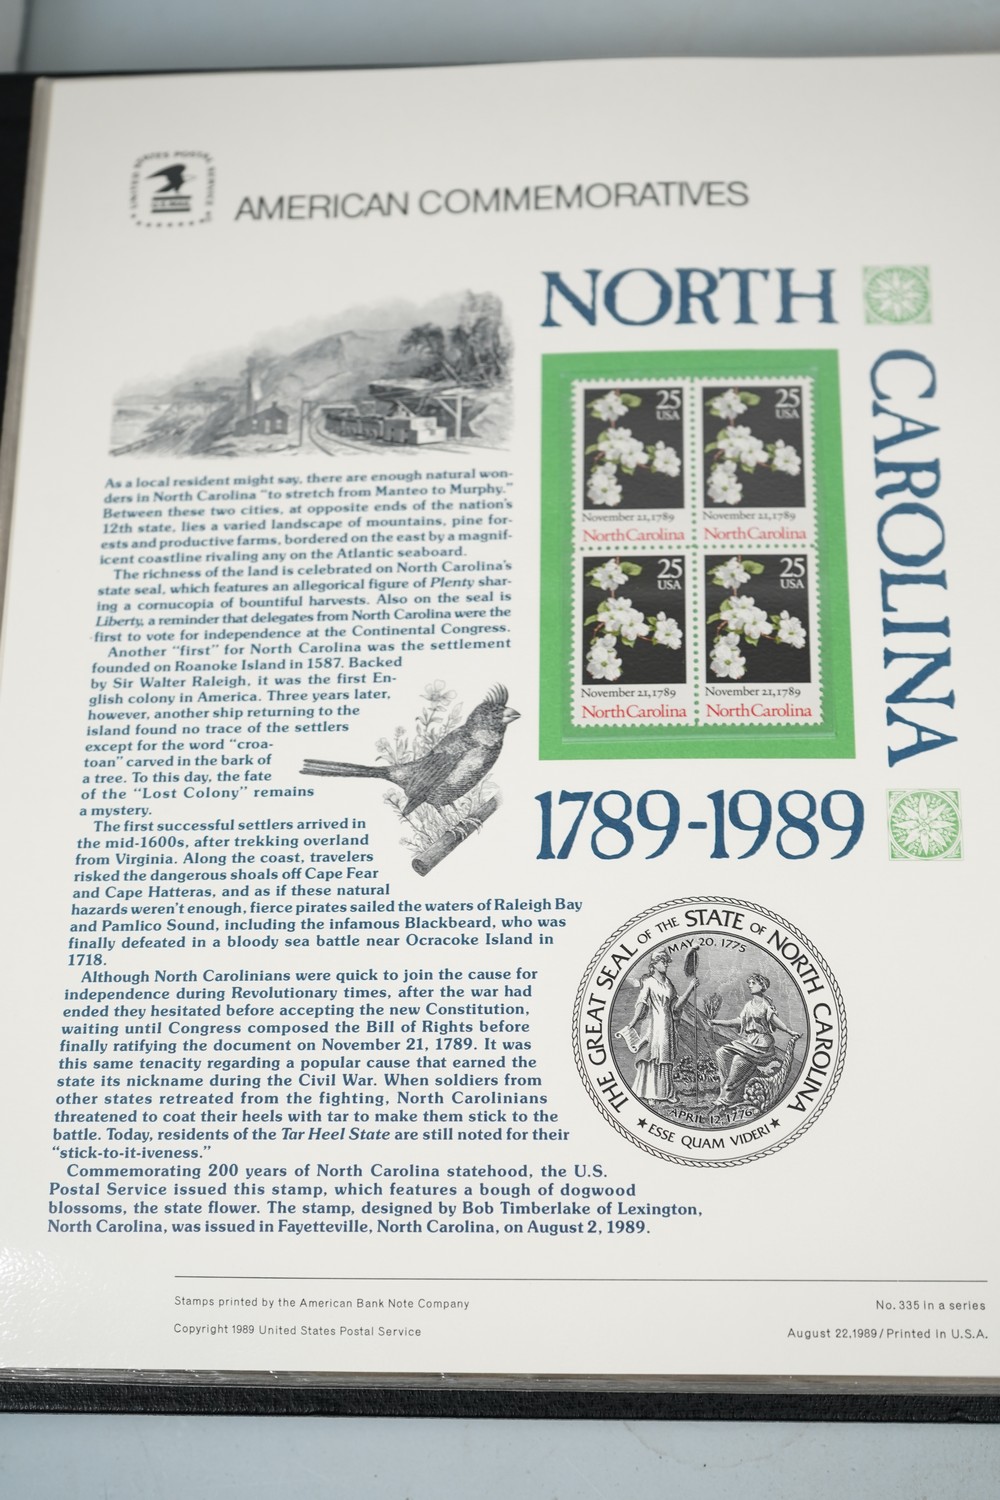 UNITED STATES POSTAL SERVICE
U.S.MAIL
AMERICAN COMMEMORATIVES
NORTH
CAROLINA
25
USA
November 21, 1789
North Carolina
25
USA
November 21, 1789
North Carolina
25
USA
November 21, 1789
North Carolina
25
USA
November 21, 1789
North Carolina
1789-1989
As a local resident might say, there are enough natural won-
ders in North Carolina "to stretch from Manteo to Murphy."
Between these two cities, at opposite ends of the nation's
12th state, lies a varied landscape of mountains, pine for-
ests and productive farms, bordered on the east by a magnif-
icent coastline rivaling any on the Atlantic seaboard.
The richness of the land is celebrated on North Carolina's
state seal, which features an allegorical figure of Plenty shar-
ing a cornucopia of bountiful harvests. Also on the seal is
Liberty, a reminder that delegates from North Carolina were the
first to vote for independence at the Continental Congress.
Another "first" for North Carolina was the settlement
founded on Roanoke Island in 1587. Backed
by Sir Walter Raleigh, it was the first En-
glish colony in America. Three years later,
however, another ship returning to the
island found no trace of the settlers
except for the word "croa-
toan" carved in the bark of
a tree. To this day, the fate
of the "Lost Colony" remains
a mystery.
The first successful settlers arrived in
the mid-1600s, after trekking overland
from Virginia. Along the coast, travelers
risked the dangerous shoals off Cape Fear
and Cape Hatteras, and as if these natural
hazards weren't enough, fierce pirates sailed the waters of Raleigh Bay
and Pamlico Sound, including the infamous Blackbeard, who was
finally defeated in a bloody sea battle near Ocracoke Island in
1718.
Although North Carolinians were quick to join the cause for
independence during Revolutionary times, after the war had
ended they hesitated before accepting the new Constitution,
waiting until Congress composed the Bill of Rights before
finally ratifying the document on November 21, 1789. It was
this same tenacity regarding a popular cause that earned the
state its nickname during the Civil War. When soldiers from
other states retreated from the fighting, North Carolinians
threatened to coat their heels with tar to make them stick to the
battle. Today, residents of the Tar Heel State are still noted for their
"stick-to-it-iveness."
Commemorating 200 years of North Carolina statehood, the U.S.
Postal Service issued this stamp, which features a bough of dogwood
blossoms, the state flower. The stamp, designed by Bob Timberlake of Lexington,
North Carolina, was issued in Fayetteville, North Carolina, on August 2, 1989.
THE GREAT SEAL OF THE STATE OF NORTH CAROLINA
MAY 20, 1775
APRIL 12, 1776
★ ESSE QUAM VIDERI ★
Stamps printed by the American Bank Note Company
Copyright 1989 United States Postal Service
No. 335 in a series
August 22, 1989/Printed in U.S.A.